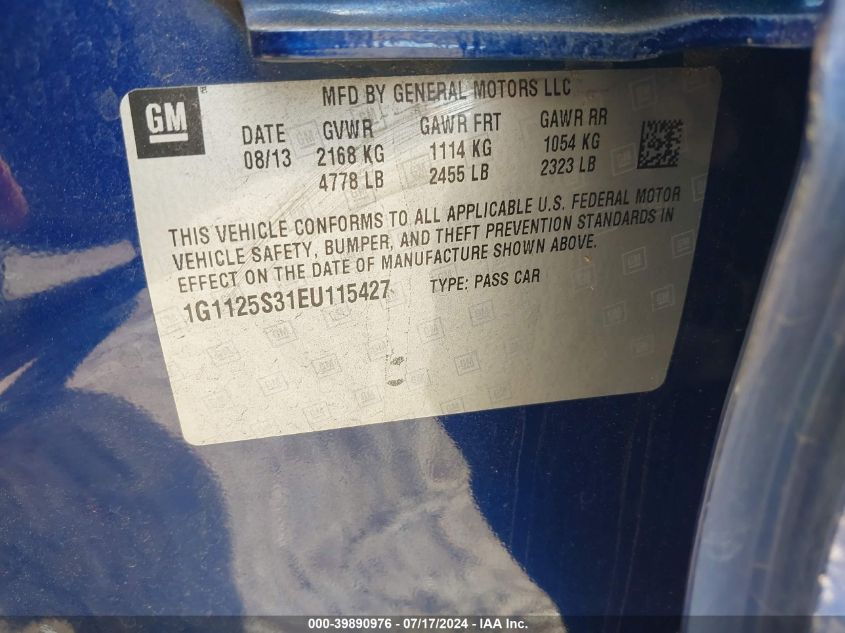 GM ®
MFD BY GENERAL MOTORS LLC
DATE GVWR GAWR FRT GAWR RR
08/13 2168 KG 1114 KG 1054 KG
4778 LB 2455 LB 2323 LB
THIS VEHICLE CONFORMS TO ALL APPLICABLE U.S. FEDERAL MOTOR
VEHICLE SAFETY, BUMPER, AND THEFT PREVENTION STANDARDS IN
EFFECT ON THE DATE OF MANUFACTURE SHOWN ABOVE.
1G1125S31EU115427 TYPE: PASS CAR
000-39890976 - 07/17/2024 - IAA Inc.